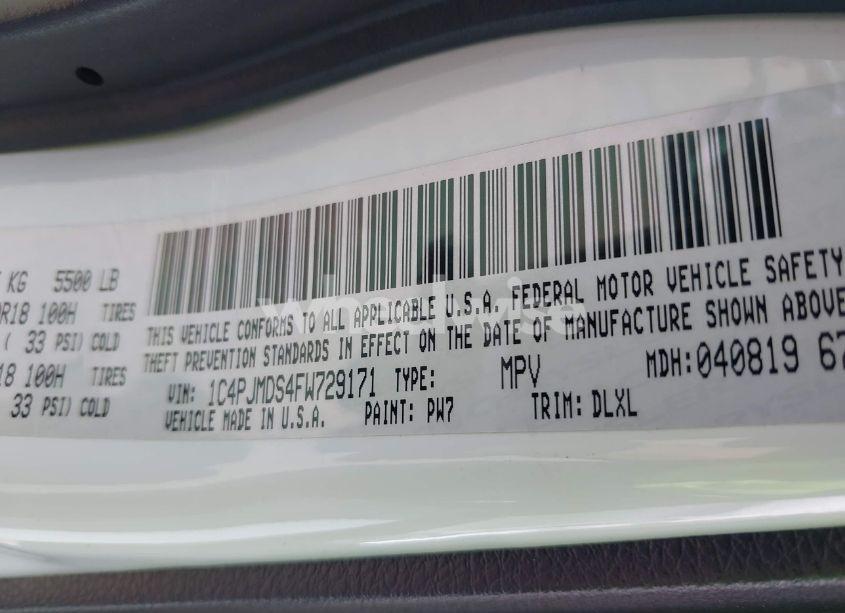 KG 5500 LB
R18 100H TIRES
( 33 PSI) COLD
18 100H TIRES
33 PSI) COLD
THIS VEHICLE CONFORMS TO ALL APPLICABLE U.S.A. FEDERAL MOTOR VEHICLE SAFETY
THEFT PREVENTION STANDARDS IN EFFECT ON THE DATE OF MANUFACTURE SHOWN ABOVE
VIN: 1C4PJMDS4FW729171 TYPE: MPV MDH:040819 67
VEHICLE MADE IN U.S.A. PAINT: PW7 TRIM: DLXL
wheelwise